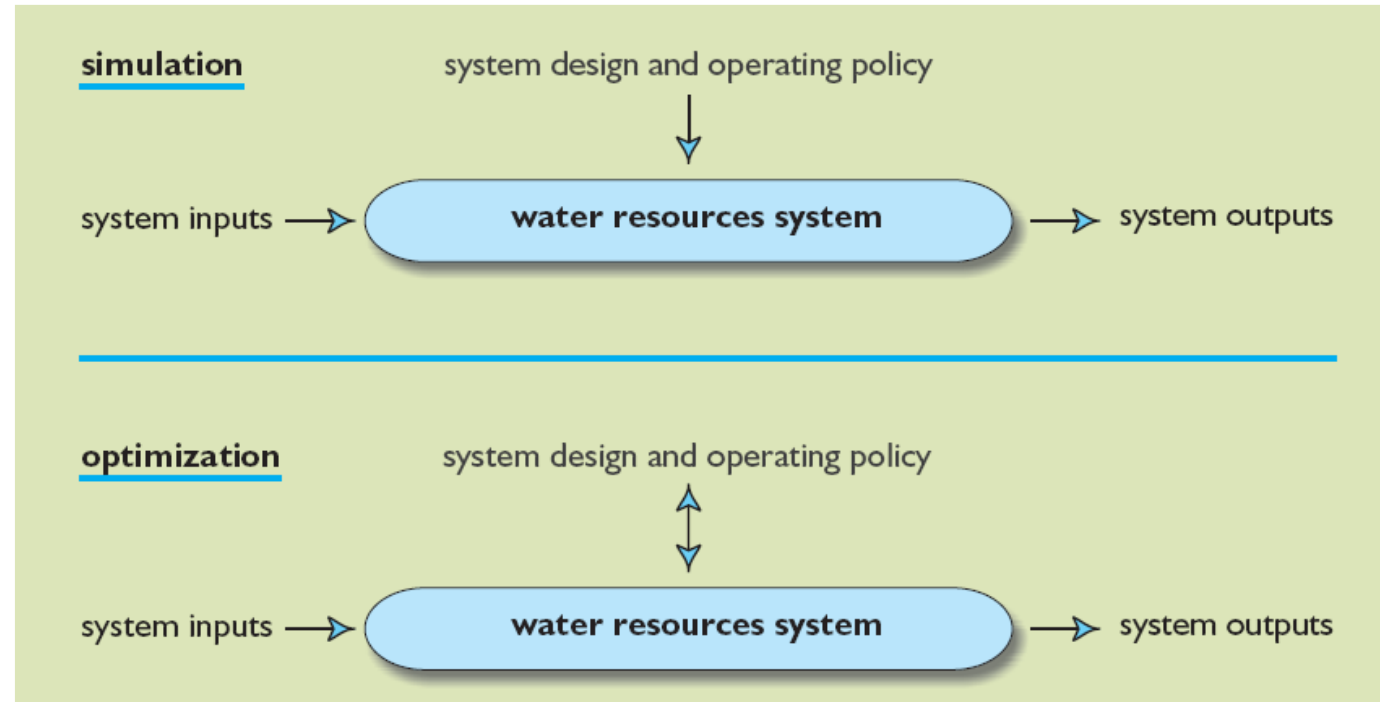 simulation
system design and operating policy
system inputs
water resources system
system outputs
optimization
system design and operating policy
system inputs
water resources system
system outputs